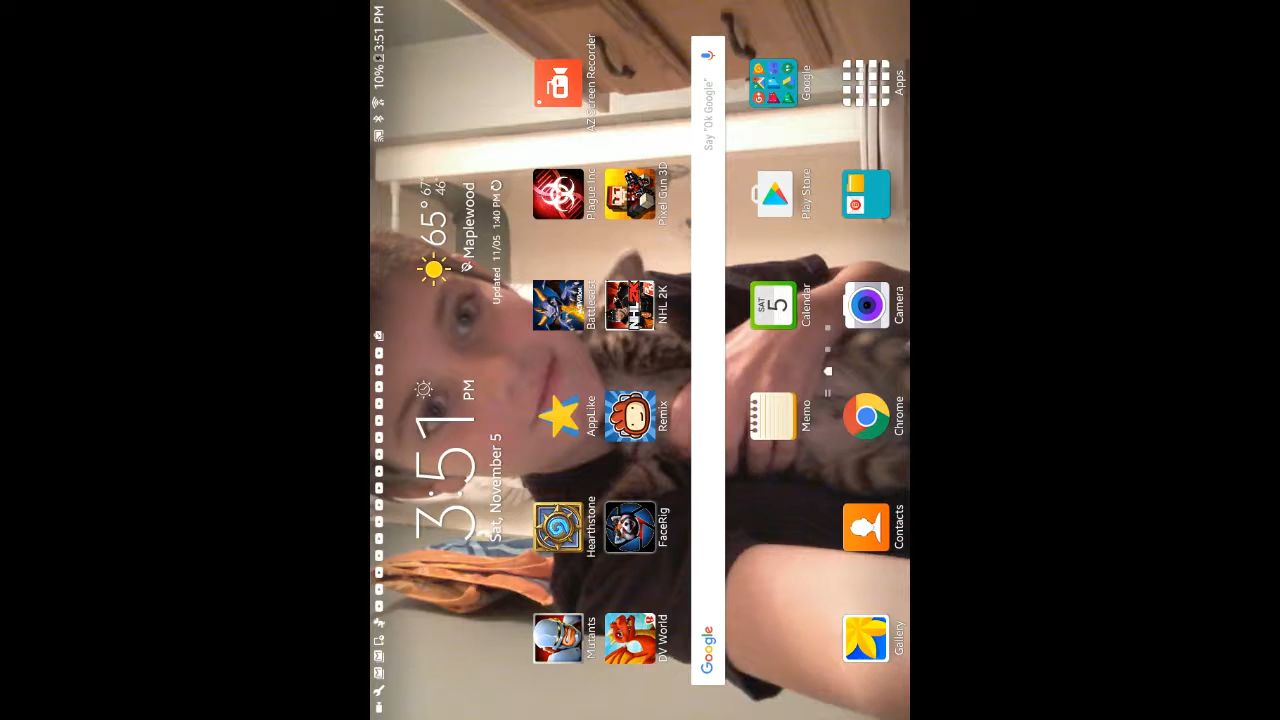 10% 3:51 PM
3:51 PM
Sat, November 5
65° 67°
46°
Maplewood
Updated 11/05 1:40 PM
Mutants
Hearthstone
AppLike
Battlecast
Plague Inc
AZ Screen Recorder
DV World
FaceRig
Remix
NHL 2K
Pixel Gun 3D
Google
Say "Ok Google"
Memo
SAT
5
Calendar
Play Store
Google
Gallery
Contacts
Chrome
Camera
Apps